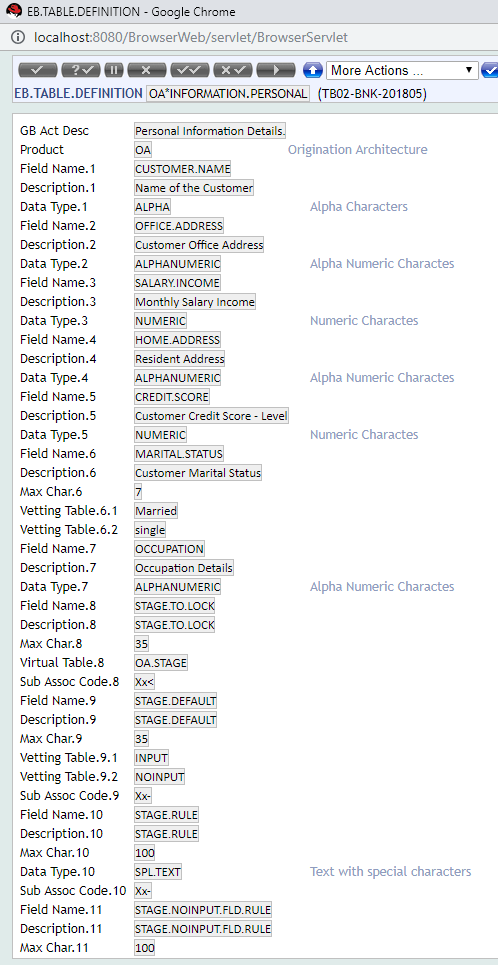 EB.TABLE.DEFINITION - Google Chrome
localhost:8080/BrowserWeb/servlet/BrowserServlet
More Actions ...
EB.TABLE.DEFINITION OA*INFORMATION.PERSONAL (TB02-BNK-201805)
GB Act Desc Personal Information Details.
Product OA Origination Architecture
Field Name.1 CUSTOMER.NAME
Description.1 Name of the Customer
Data Type.1 ALPHA Alpha Characters
Field Name.2 OFFICE.ADDRESS
Description.2 Customer Office Address
Data Type.2 ALPHANUMERIC Alpha Numeric Charactes
Field Name.3 SALARY.INCOME
Description.3 Monthly Salary Income
Data Type.3 NUMERIC Numeric Charactes
Field Name.4 HOME.ADDRESS
Description.4 Resident Address
Data Type.4 ALPHANUMERIC Alpha Numeric Charactes
Field Name.5 CREDIT.SCORE
Description.5 Customer Credit Score - Level
Data Type.5 NUMERIC Numeric Charactes
Field Name.6 MARITAL.STATUS
Description.6 Customer Marital Status
Max Char.6 7
Vetting Table.6.1 Married
Vetting Table.6.2 single
Field Name.7 OCCUPATION
Description.7 Occupation Details
Data Type.7 ALPHANUMERIC Alpha Numeric Charactes
Field Name.8 STAGE.TO.LOCK
Description.8 STAGE.TO.LOCK
Max Char.8 35
Virtual Table.8 OA.STAGE
Sub Assoc Code.8 Xx<
Field Name.9 STAGE.DEFAULT
Description.9 STAGE.DEFAULT
Max Char.9 35
Vetting Table.9.1 INPUT
Vetting Table.9.2 NOINPUT
Sub Assoc Code.9 Xx-
Field Name.10 STAGE.RULE
Description.10 STAGE.RULE
Max Char.10 100
Data Type.10 SPL.TEXT Text with special characters
Sub Assoc Code.10 Xx-
Field Name.11 STAGE.NOINPUT.FLD.RULE
Description.11 STAGE.NOINPUT.FLD.RULE
Max Char.11 100